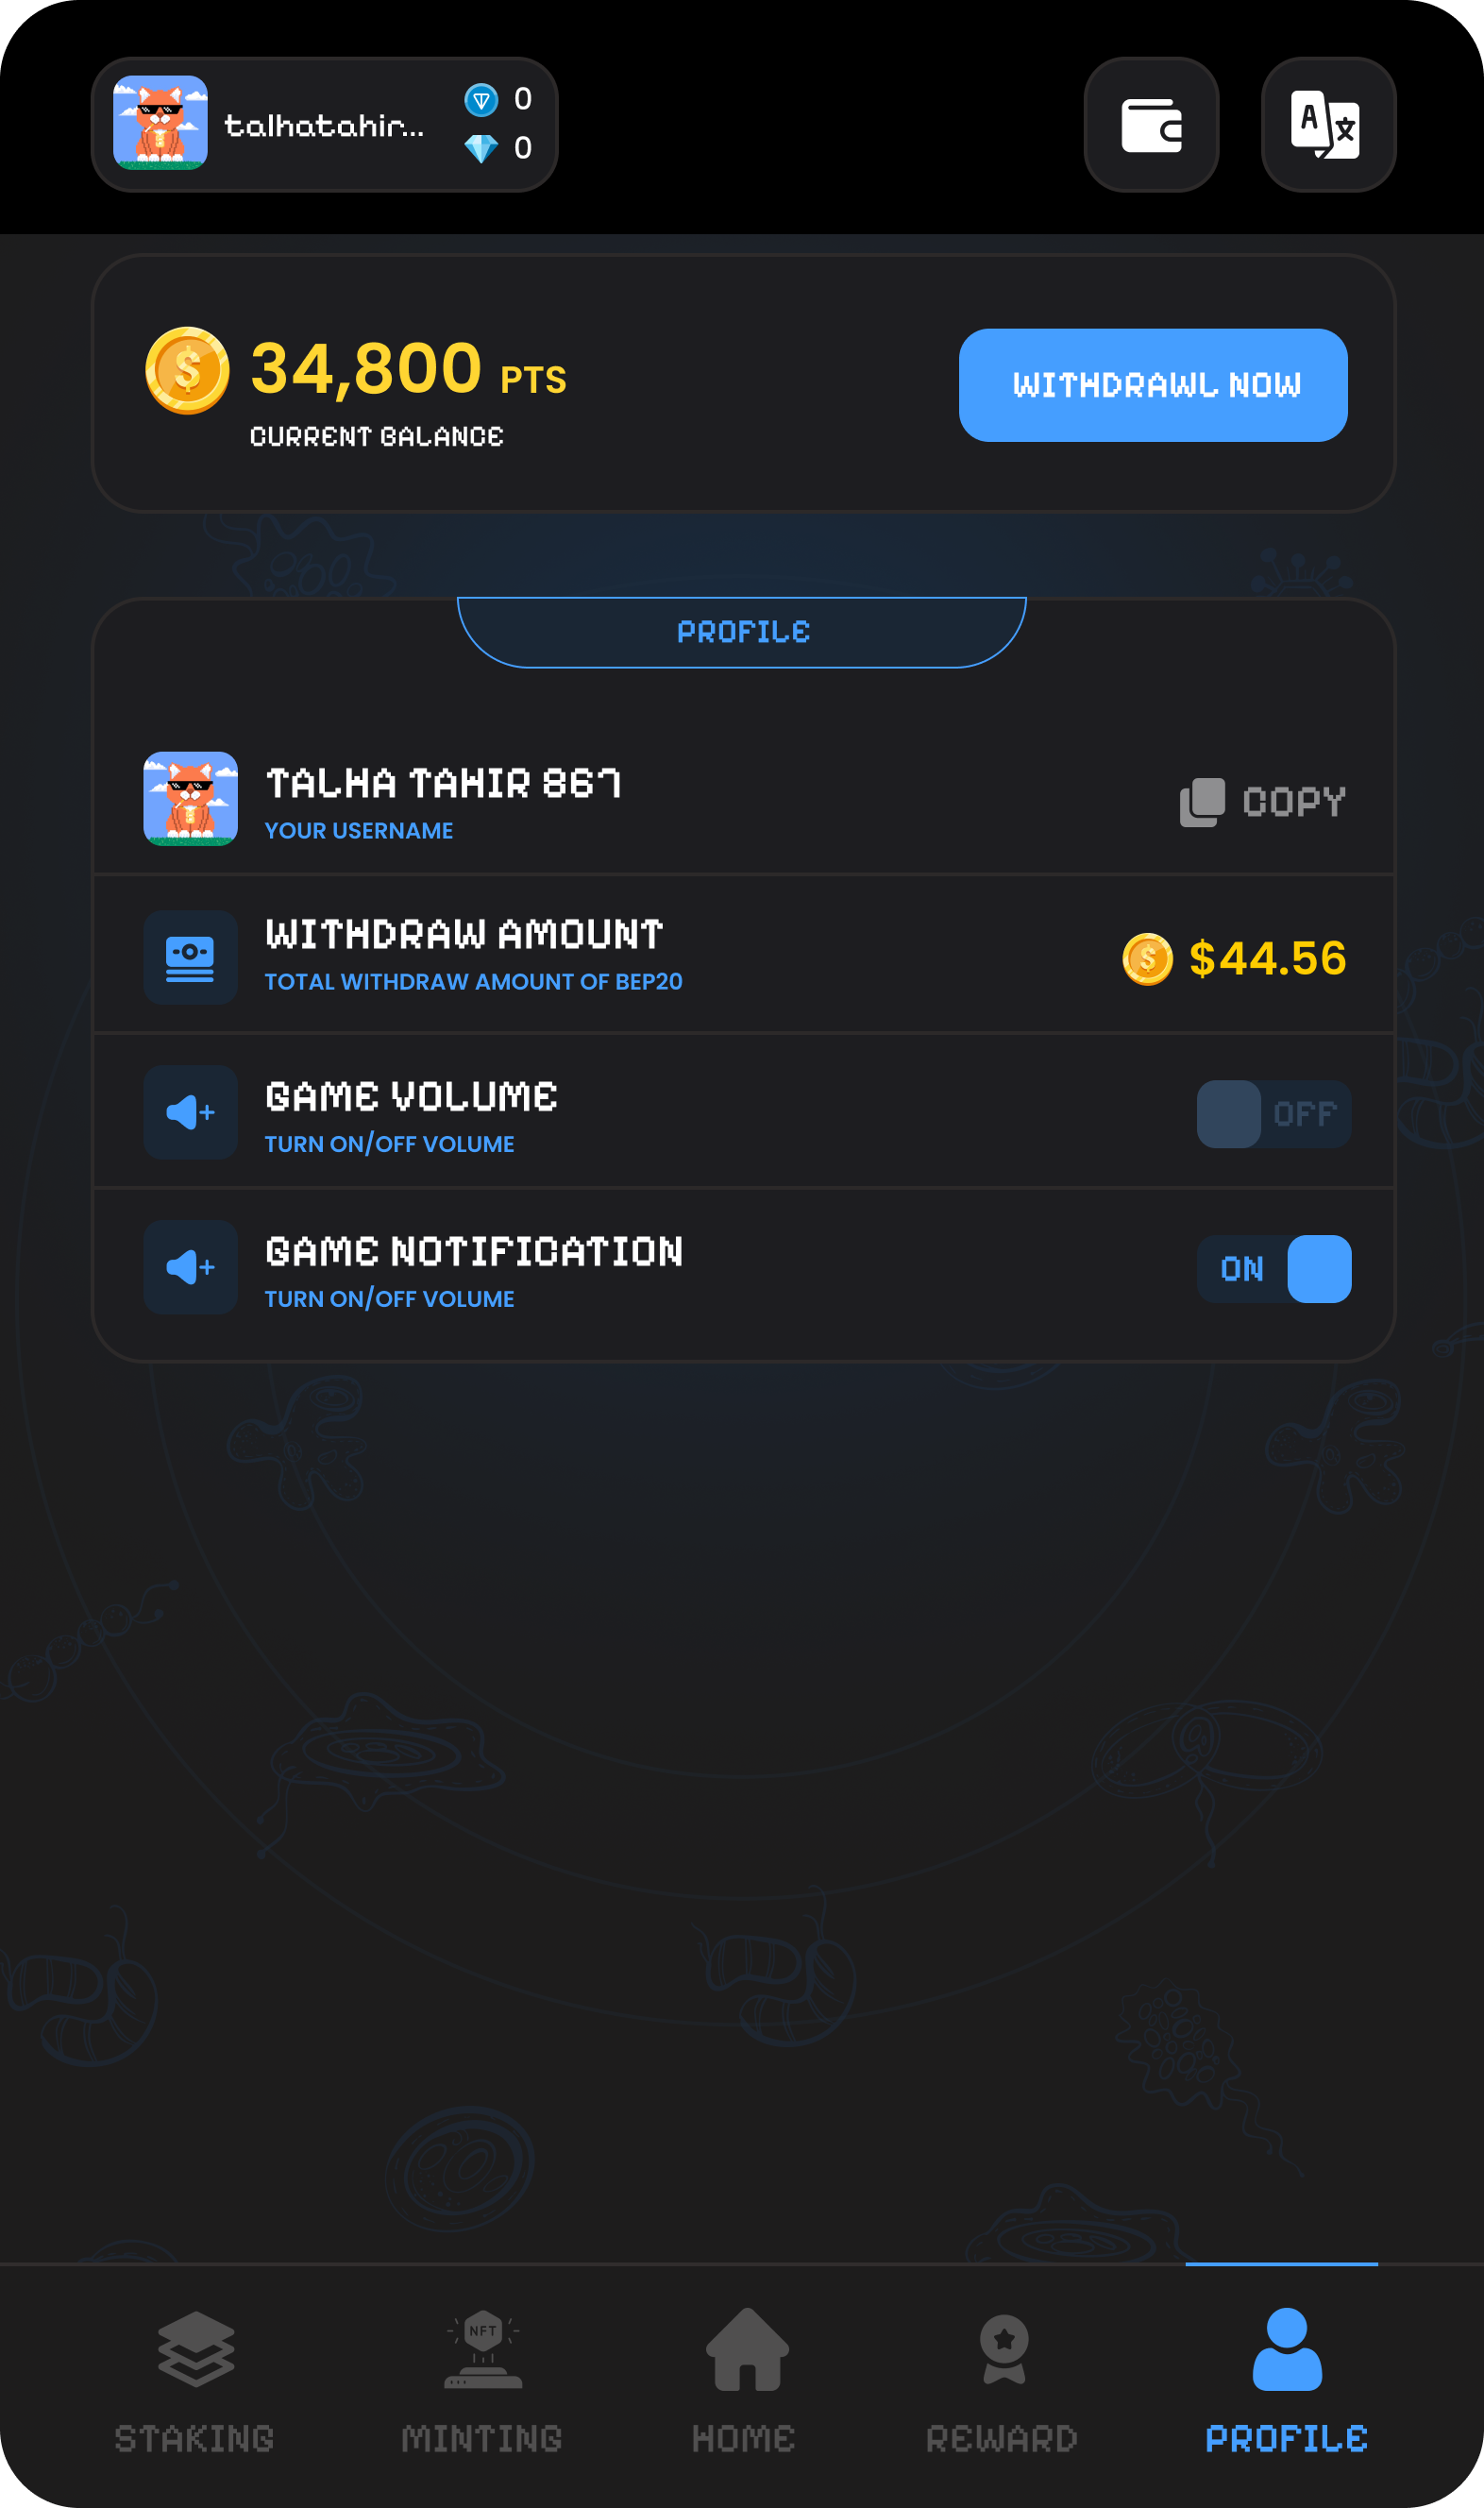 talhatahir...
0
0
A 文
34,800 PTS
CURRENT BALANCE
WITHDRAWL NOW
PROFILE
TALHA TAHIR 867
YOUR USERNAME
COPY
WITHDRAW AMOUNT
TOTAL WITHDRAW AMOUNT OF BEP20
$44.56
GAME VOLUME
TURN ON/OFF VOLUME
OFF
GAME NOTIFICATION
TURN ON/OFF VOLUME
ON
NFT
STAKING
MINTING
HOME
REWARD
PROFILE